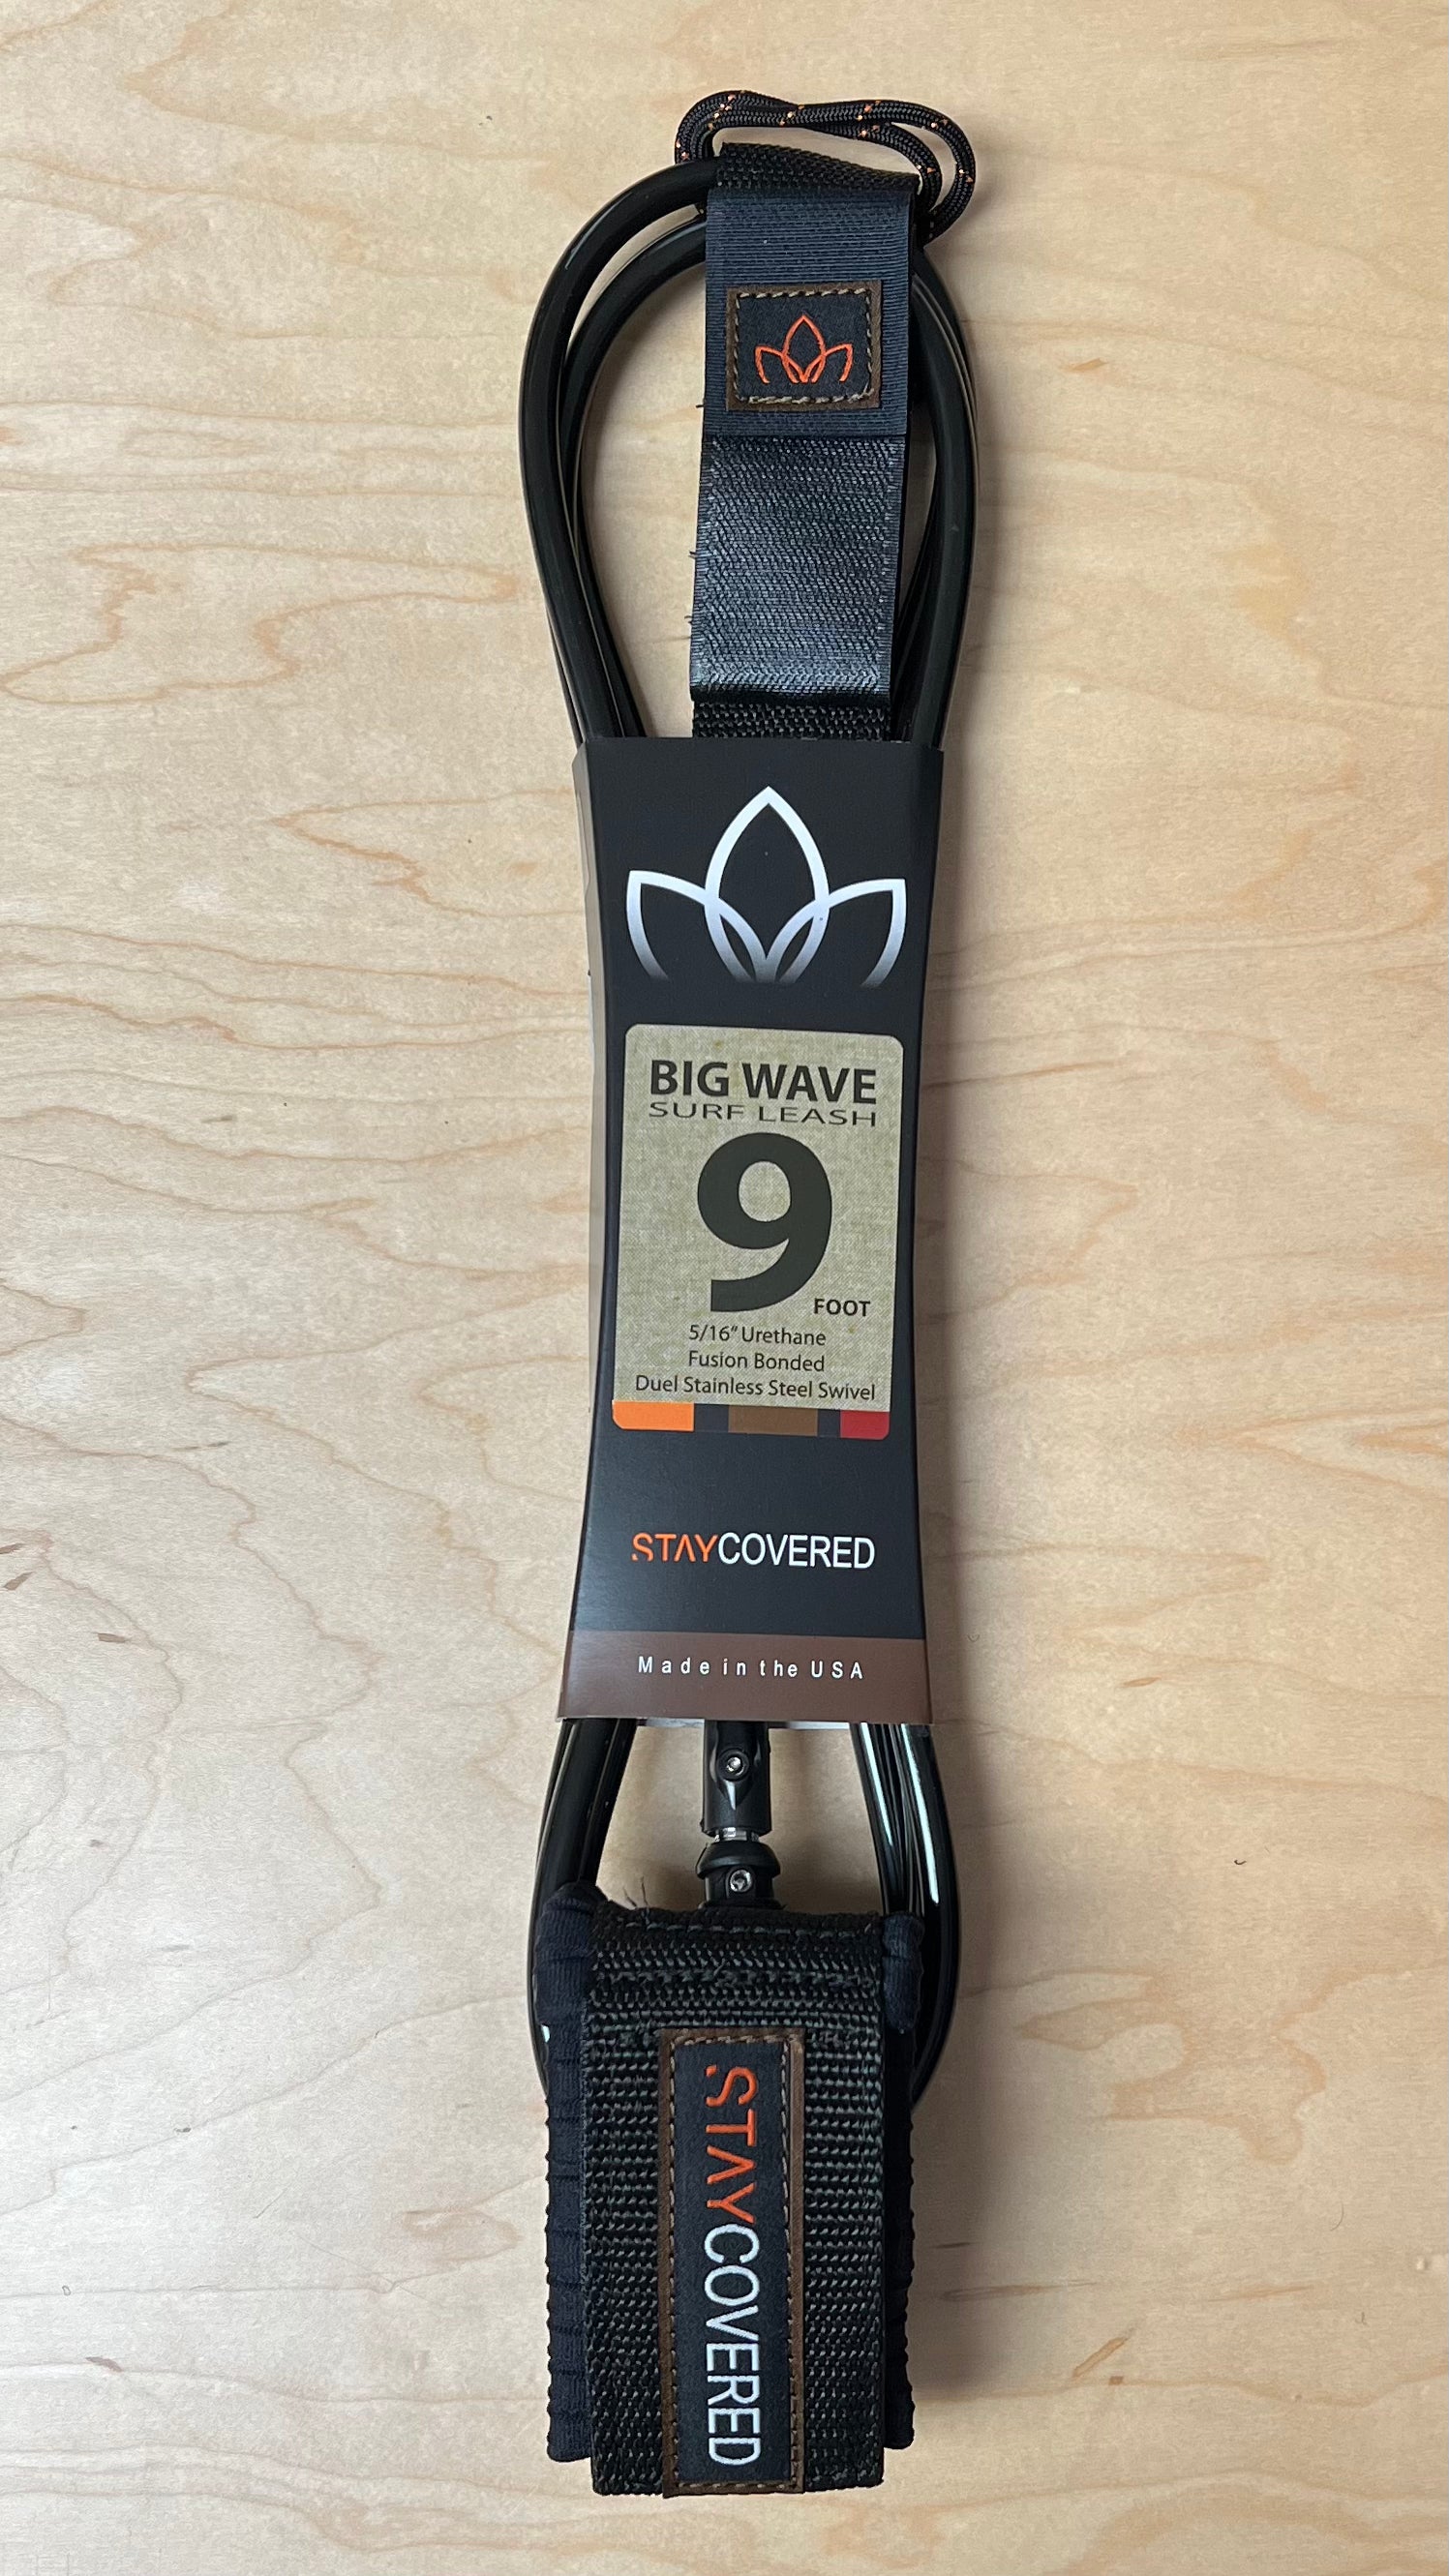 BIG WAVE
SURF LEASH
9
FOOT
5/16" Urethane
Fusion Bonded
Duel Stainless Steel Swivel
STAYCOVERED
Made in the USA
STAYCOVERED